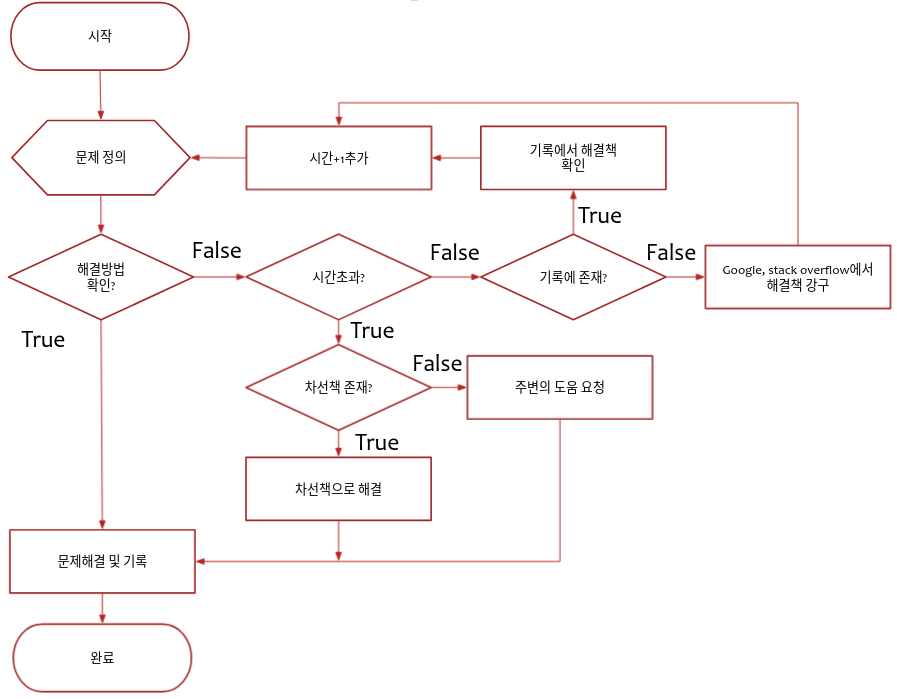 시작
문제 정의
시간+1추가
기록에서 해결책
확인
True
False
False
False
해결방법
확인?
시간초과?
기록에 존재?
Google, stack overflow에서
해결책 강구
True
True
False
차선책 존재?
주변의 도움 요청
True
차선책으로 해결
문제해결 및 기록
완료